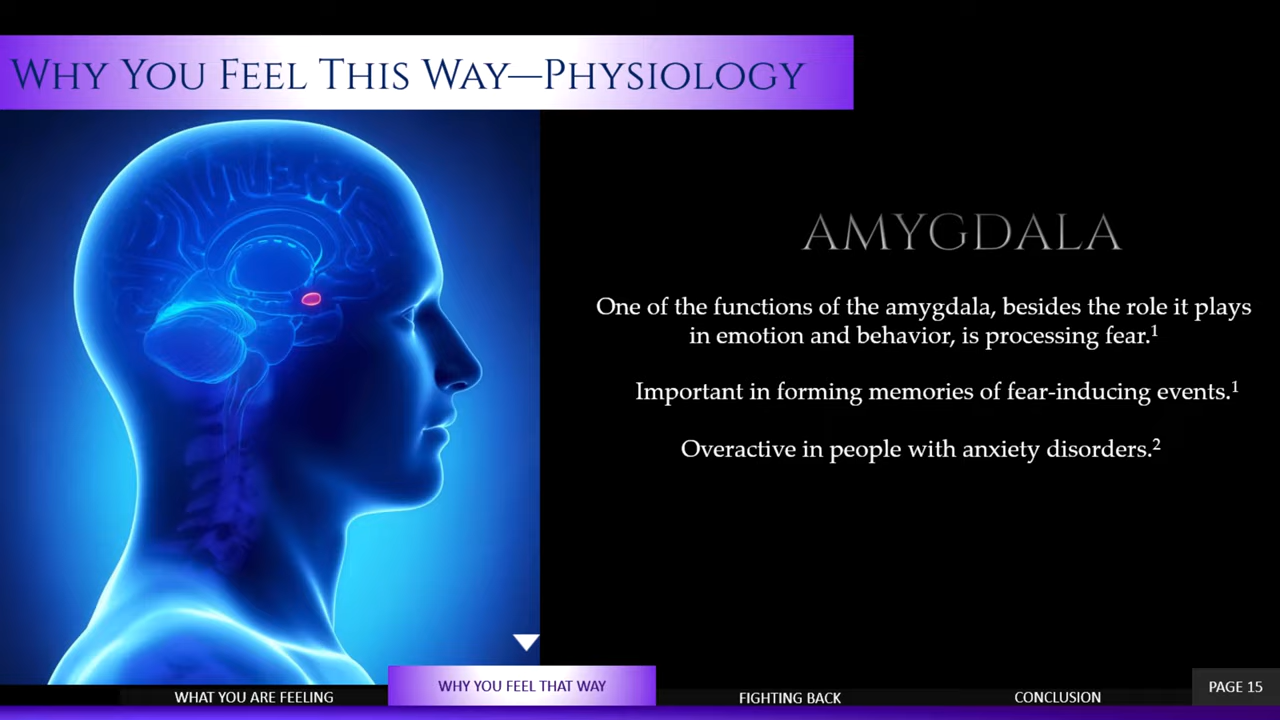 WHY YOU FEEL THIS WAY—PHYSIOLOGY
AMYGDALA
One of the functions of the amygdala, besides the role it plays
in emotion and behavior, is processing fear.¹
Important in forming memories of fear-inducing events.¹
Overactive in people with anxiety disorders.²
WHAT YOU ARE FEELING
WHY YOU FEEL THAT WAY
FIGHTING BACK
CONCLUSION
PAGE 15